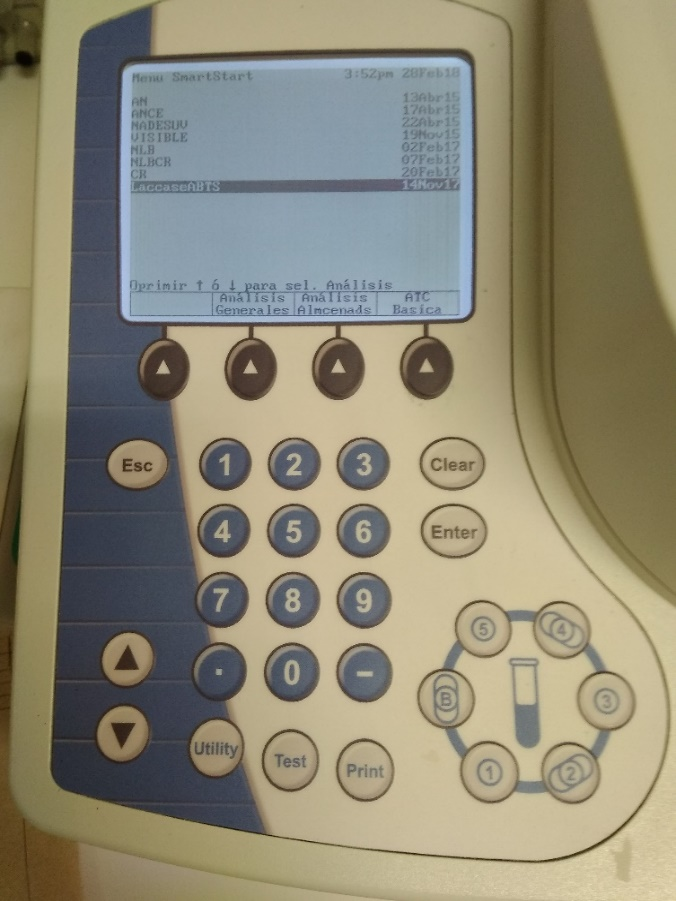 Menu SmartStart 3:52pm 28Feb18
AN 13Abr15
ANCE 17Abr15
NADESUV 22Abr15
VISIBLE 19Nov15
NLB 02Feb17
NLBCR 07Feb17
CR 20Feb17
LaccaseABTS 14Nov17
Oprimir ↑ ó ↓ para sel. Análisis
Análisis Análisis ATC
Generales Almcenads Basica
Esc 1 2 3 Clear
4 5 6 Enter
7 8 9
. 0 -
Utility Test Print
5 4
B 3
1 2